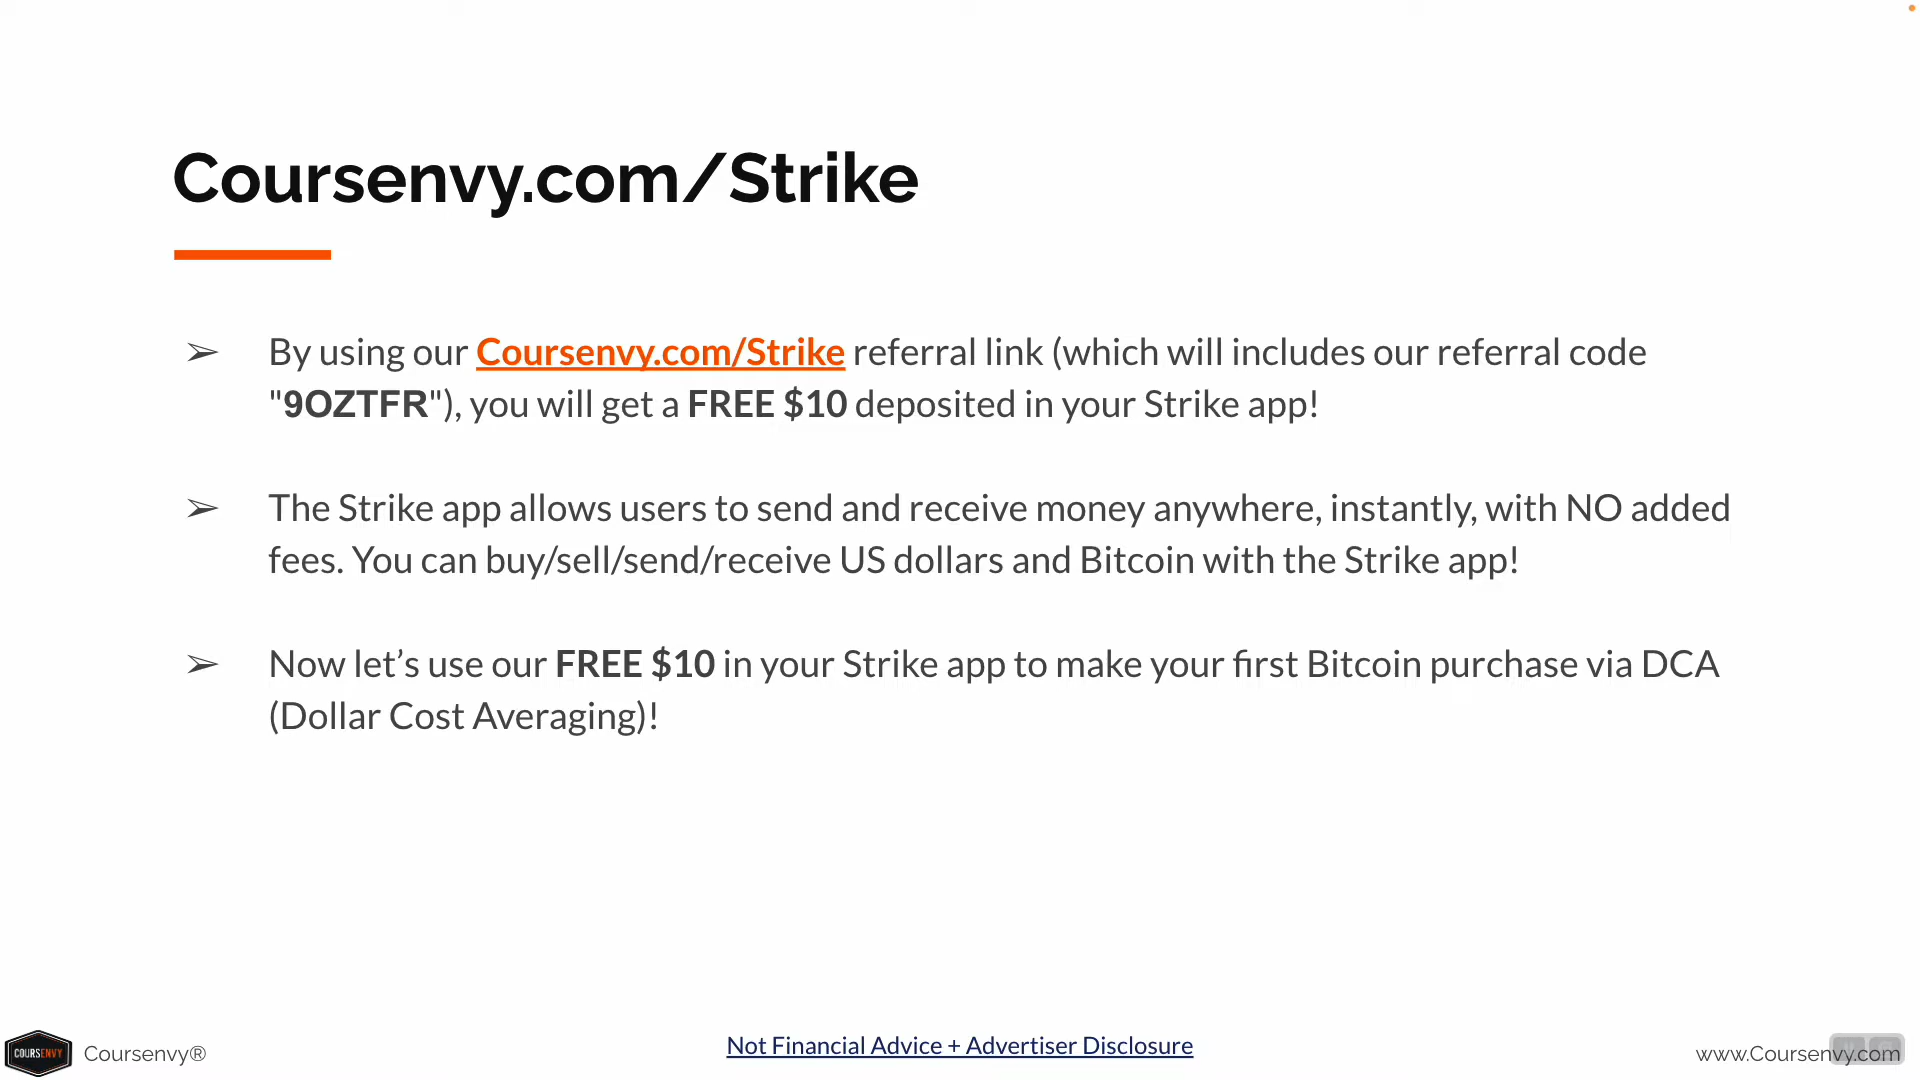 Coursenvy.com/Strike
➢ By using our Coursenvy.com/Strike referral link (which will includes our referral code
"9OZTFR"), you will get a FREE $10 deposited in your Strike app!
➢ The Strike app allows users to send and receive money anywhere, instantly, with NO added
fees. You can buy/sell/send/receive US dollars and Bitcoin with the Strike app!
➢ Now let’s use our FREE $10 in your Strike app to make your first Bitcoin purchase via DCA
(Dollar Cost Averaging)!
COURSENVY
Coursenvy®
Not Financial Advice + Advertiser Disclosure
www.Coursenvy.com